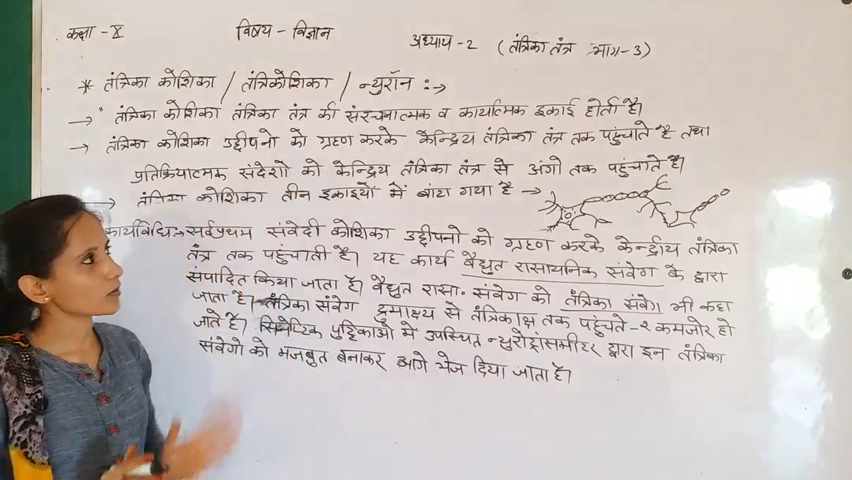 कक्षा - X विषय - विज्ञान अध्याय - 2 (तंत्रिका तंत्र भाग - 3)
* तंत्रिका कोशिका / तंत्रिकोशिका / न्युरॉन :→
→ " तंत्रिका कोशिका तंत्रिका तंत्र की संरचनात्मक व कार्यात्मक इकाई होती है।
→ तंत्रिका कोशिका उद्दीपनो को ग्रहण करके केन्द्रिय तंत्रिका तंत्र तक पहुंचाते है तथा
प्रतिक्रियात्मक संदेशो को केन्द्रिय तंत्रिका तंत्र से अंगो तक पहुंचाते है।
→ तंत्रिका कोशिका तीन इकाइयों में बांटा गया है →
कार्यविधि:→ सर्वप्रथम संवेदी कोशिका उद्दीपनो को ग्रहण करके केन्द्रीय तंत्रिका
तंत्र तक पहुंचाती है। यह कार्य वैद्युत रासायनिक संवेग के द्वारा
संपादित किया जाता है। वैद्युत रासा. संवेग को तंत्रिका संवेग भी कहा
जाता है। तंत्रिका संवेग द्रुमाक्ष्य से तंत्रिकाक्ष तक पहुंचते-२ कमजोर हो
जाते है। सिनेप्टिक पुट्टिकाओ मे उपस्थित न्युरोट्रांसमीटर द्वारा इन तंत्रिका
संवेगो को मजबुत बनाकर आगे भेज दिया जाता है।